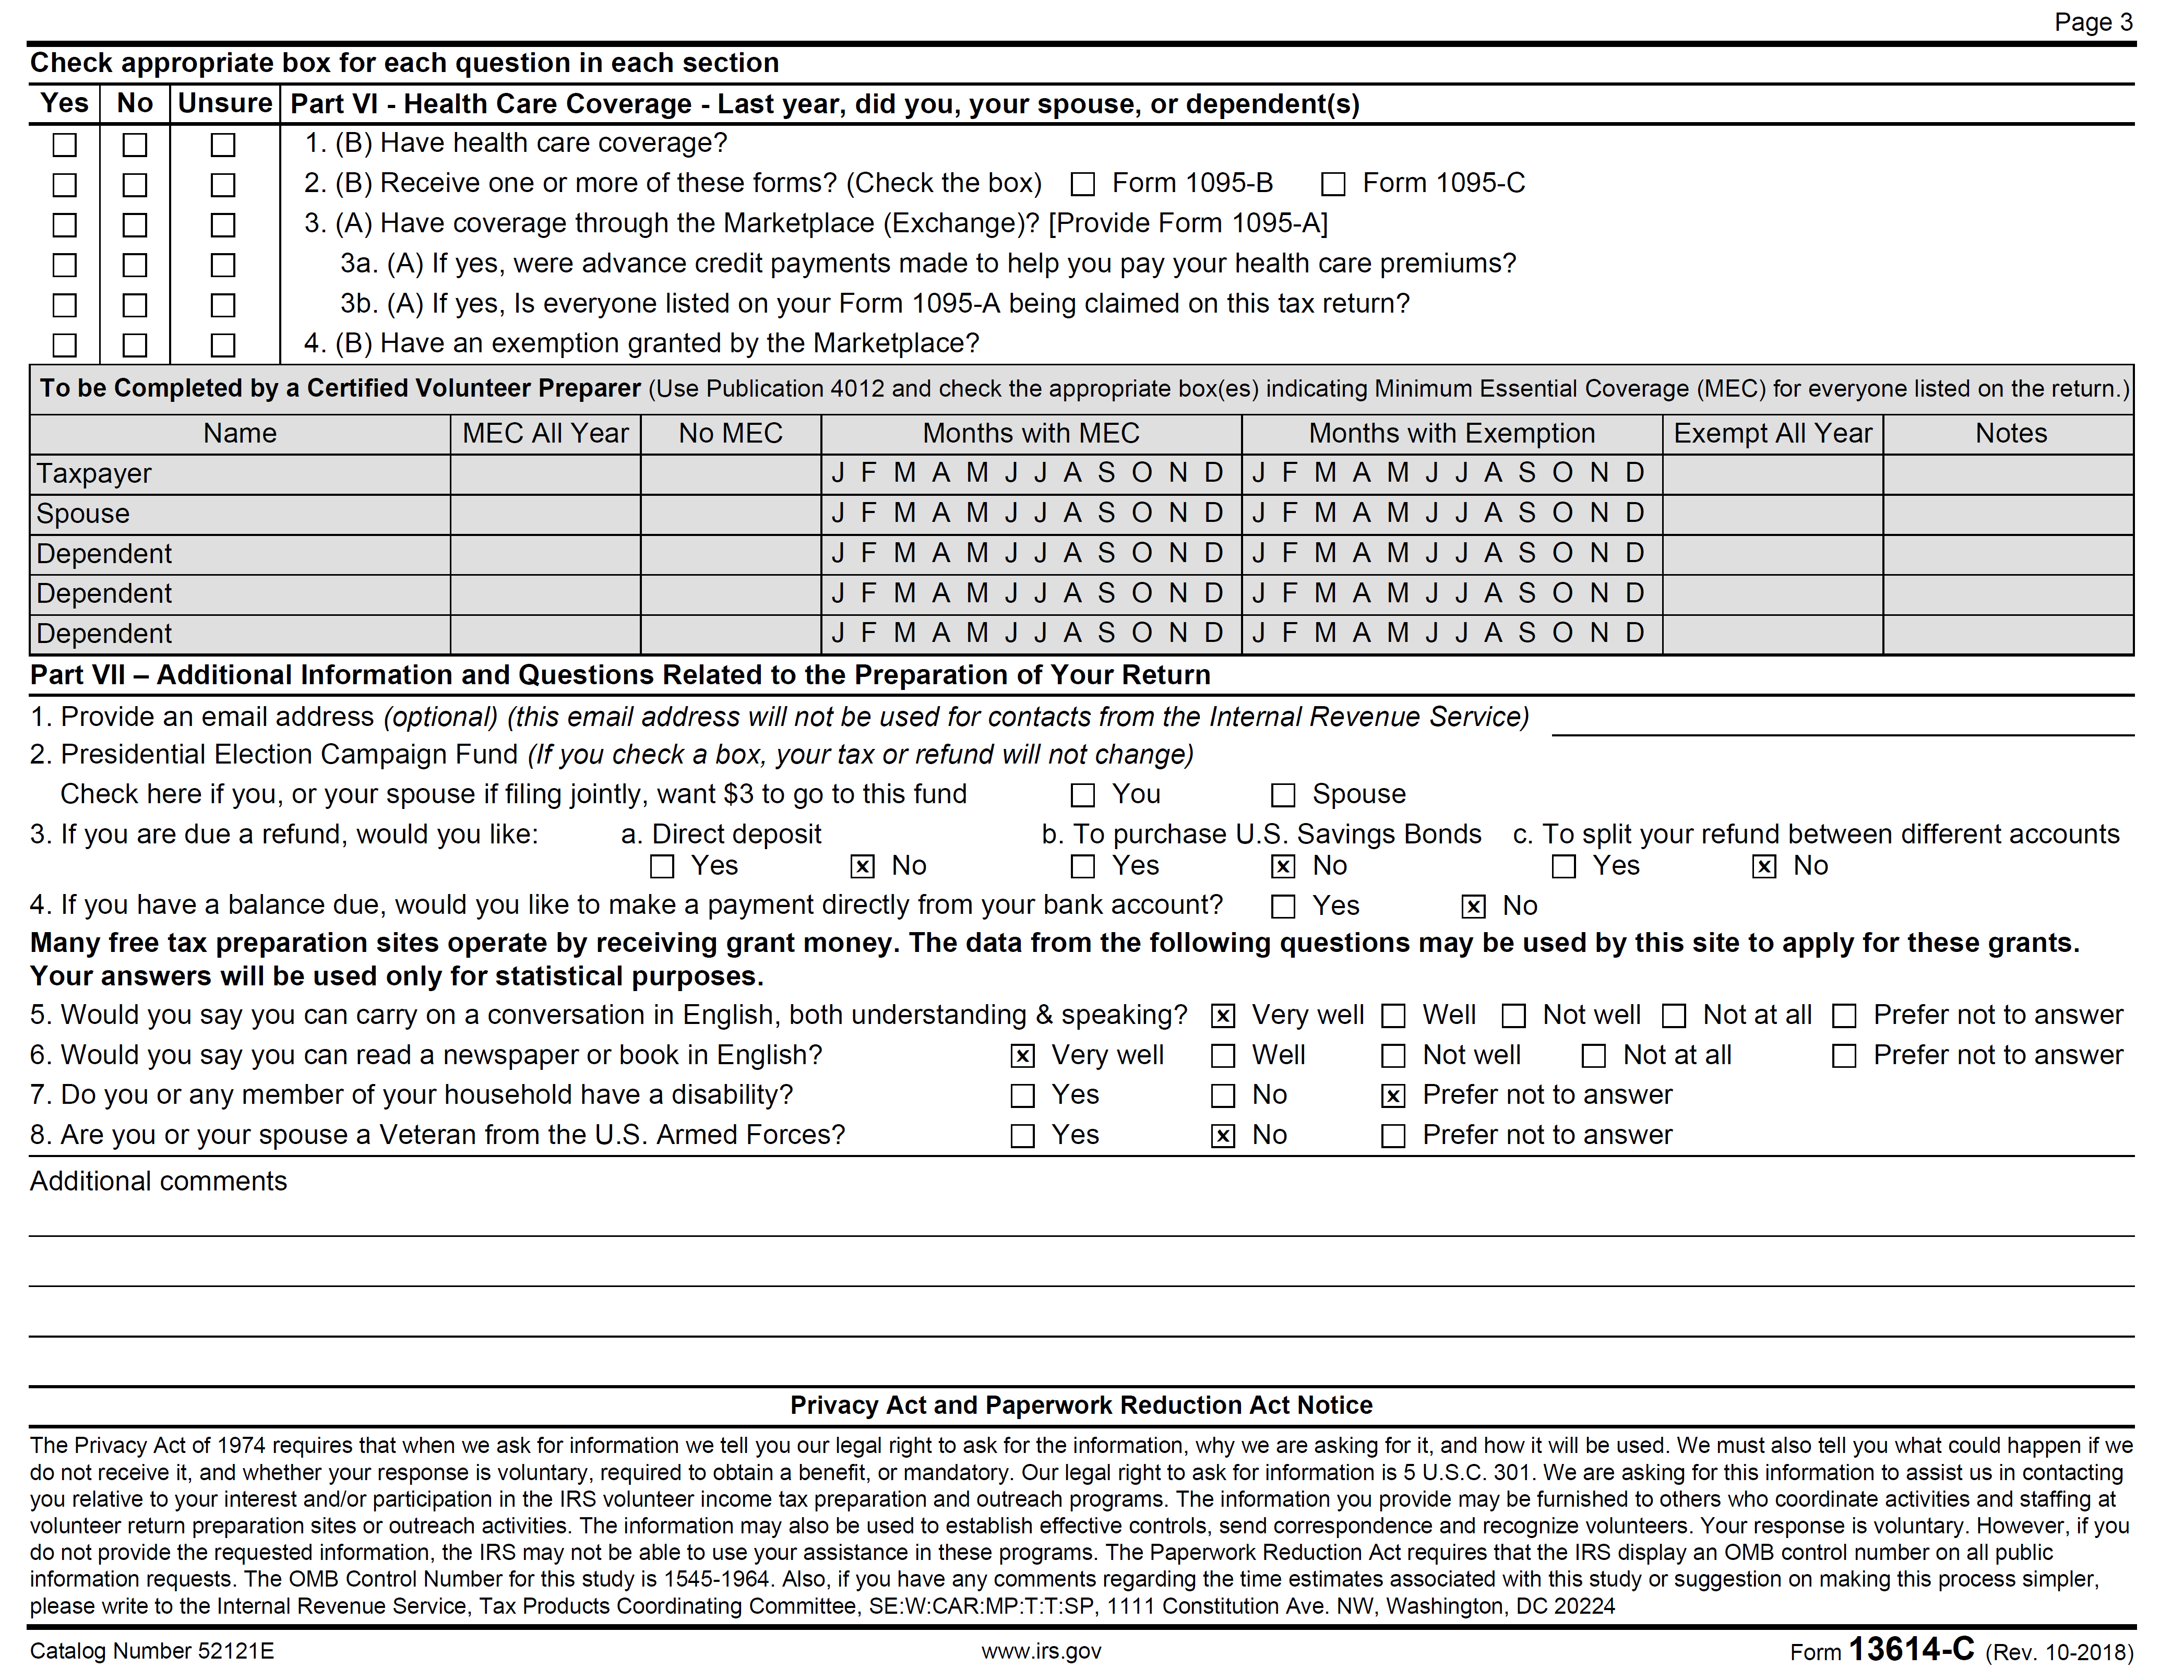 Page 3
Check appropriate box for each question in each section
Yes No Unsure Part VI - Health Care Coverage - Last year, did you, your spouse, or dependent(s)
☐ ☐ ☐ 1. (B) Have health care coverage?
☐ ☐ ☐ 2. (B) Receive one or more of these forms? (Check the box) ☐ Form 1095-B ☐ Form 1095-C
☐ ☐ ☐ 3. (A) Have coverage through the Marketplace (Exchange)? [Provide Form 1095-A]
☐ ☐ ☐ 3a. (A) If yes, were advance credit payments made to help you pay your health care premiums?
☐ ☐ ☐ 3b. (A) If yes, Is everyone listed on your Form 1095-A being claimed on this tax return?
☐ ☐ ☐ 4. (B) Have an exemption granted by the Marketplace?
To be Completed by a Certified Volunteer Preparer (Use Publication 4012 and check the appropriate box(es) indicating Minimum Essential Coverage (MEC) for everyone listed on the return.)
Name MEC All Year No MEC Months with MEC Months with Exemption Exempt All Year Notes
Taxpayer J F M A M J J A S O N D J F M A M J J A S O N D
Spouse J F M A M J J A S O N D J F M A M J J A S O N D
Dependent J F M A M J J A S O N D J F M A M J J A S O N D
Dependent J F M A M J J A S O N D J F M A M J J A S O N D
Dependent J F M A M J J A S O N D J F M A M J J A S O N D
Part VII – Additional Information and Questions Related to the Preparation of Your Return
1. Provide an email address (optional) (this email address will not be used for contacts from the Internal Revenue Service)
2. Presidential Election Campaign Fund (If you check a box, your tax or refund will not change)
Check here if you, or your spouse if filing jointly, want $3 to go to this fund ☐ You ☐ Spouse
3. If you are due a refund, would you like: a. Direct deposit b. To purchase U.S. Savings Bonds c. To split your refund between different accounts
☐ Yes ☒ No ☐ Yes ☒ No ☐ Yes ☒ No
4. If you have a balance due, would you like to make a payment directly from your bank account? ☐ Yes ☒ No
Many free tax preparation sites operate by receiving grant money. The data from the following questions may be used by this site to apply for these grants.
Your answers will be used only for statistical purposes.
5. Would you say you can carry on a conversation in English, both understanding & speaking? ☒ Very well ☐ Well ☐ Not well ☐ Not at all ☐ Prefer not to answer
6. Would you say you can read a newspaper or book in English? ☒ Very well ☐ Well ☐ Not well ☐ Not at all ☐ Prefer not to answer
7. Do you or any member of your household have a disability? ☐ Yes ☐ No ☒ Prefer not to answer
8. Are you or your spouse a Veteran from the U.S. Armed Forces? ☐ Yes ☒ No ☐ Prefer not to answer
Additional comments
Privacy Act and Paperwork Reduction Act Notice
The Privacy Act of 1974 requires that when we ask for information we tell you our legal right to ask for the information, why we are asking for it, and how it will be used. We must also tell you what could happen if we
do not receive it, and whether your response is voluntary, required to obtain a benefit, or mandatory. Our legal right to ask for information is 5 U.S.C. 301. We are asking for this information to assist us in contacting
you relative to your interest and/or participation in the IRS volunteer income tax preparation and outreach programs. The information you provide may be furnished to others who coordinate activities and staffing at
volunteer return preparation sites or outreach activities. The information may also be used to establish effective controls, send correspondence and recognize volunteers. Your response is voluntary. However, if you
do not provide the requested information, the IRS may not be able to use your assistance in these programs. The Paperwork Reduction Act requires that the IRS display an OMB control number on all public
information requests. The OMB Control Number for this study is 1545-1964. Also, if you have any comments regarding the time estimates associated with this study or suggestion on making this process simpler,
please write to the Internal Revenue Service, Tax Products Coordinating Committee, SE:W:CAR:MP:T:T:SP, 1111 Constitution Ave. NW, Washington, DC 20224
Catalog Number 52121E www.irs.gov Form 13614-C (Rev. 10-2018)